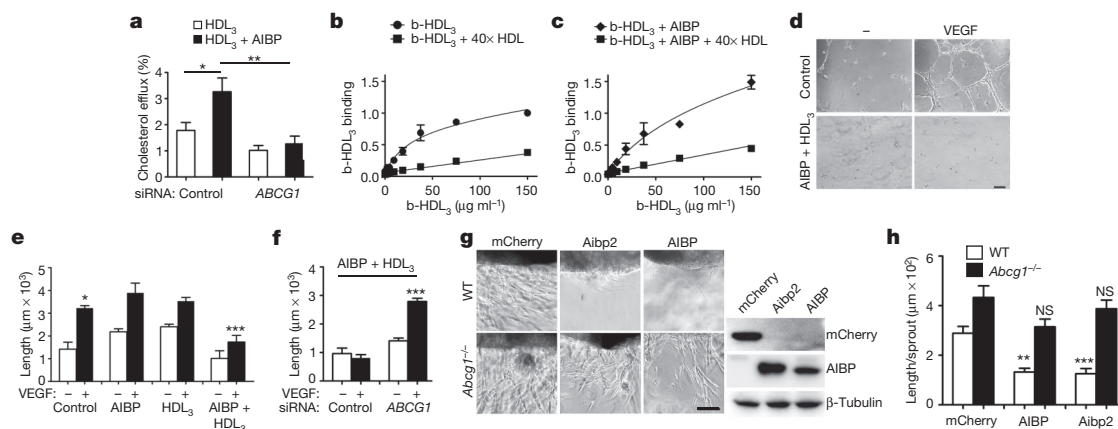 a
HDL₃
HDL₃ + AIBP
Cholesterol efflux (%)
4
3
2
1
0
*
**
siRNA: Control
ABCG1
b
b-HDL₃
b-HDL₃ + 40× HDL
b-HDL₃ binding
1.5
1.0
0.5
0
0 50 100 150
b-HDL₃ (µg ml⁻¹)
c
b-HDL₃ + AIBP
b-HDL₃ + AIBP + 40× HDL
b-HDL₃ binding
1.5
1.0
0.5
0
0 50 100 150
b-HDL₃ (µg ml⁻¹)
d
– VEGF
Control
AIBP + HDL₃
e
Length (µm × 10³)
5
4
3
2
1
0
*
***
VEGF: – + – + – + – +
Control AIBP HDL₃ AIBP +
HDL₃
f
AIBP + HDL₃
Length (µm × 10³)
4
3
2
1
0
***
VEGF: – + – +
siRNA: Control ABCG1
g
mCherry Aibp2 AIBP
WT
Abcg1⁻/⁻
mCherry Aibp2 AIBP
mCherry
AIBP
β-Tubulin
h
WT
Abcg1⁻/⁻
Length/sprout (µm × 10²)
6
4
2
0
NS
NS
**
***
mCherry AIBP Aibp2